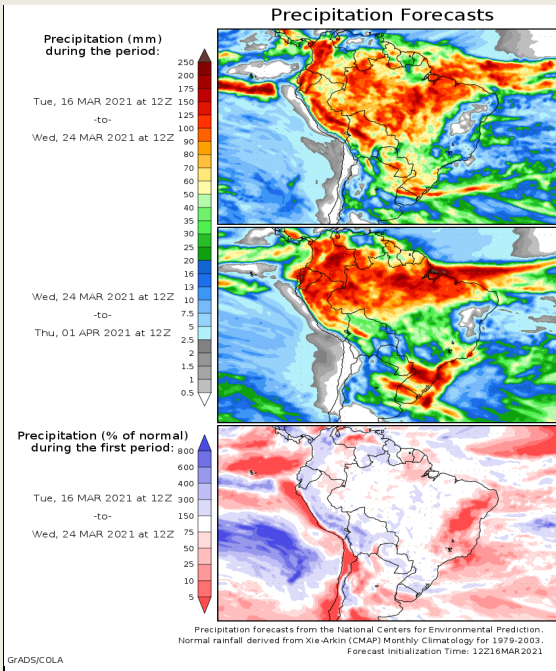 Precipitation Forecasts
Precipitation (mm)
during the period:
Tue, 16 MAR 2021 at 12Z
-to-
Wed, 24 MAR 2021 at 12Z
250
200
175
150
125
100
90
80
70
60
50
40
35
30
25
20
16
13
10
7.5
5
2.5
2
1.5
1
0.5
Wed, 24 MAR 2021 at 12Z
-to-
Thu, 01 APR 2021 at 12Z
Precipitation (% of normal)
during the first period:
Tue, 16 MAR 2021 at 12Z
-to-
Wed, 24 MAR 2021 at 12Z
800
600
400
300
150
75
50
25
10
5
Precipitation forecasts from the National Centers for Environmental Prediction.
Normal rainfall derived from Xie-Arkin (CMAP) Monthly Climatology for 1979-2003.
Forecast Initialization Time: 12Z16MAR2021
GrADS/COLA